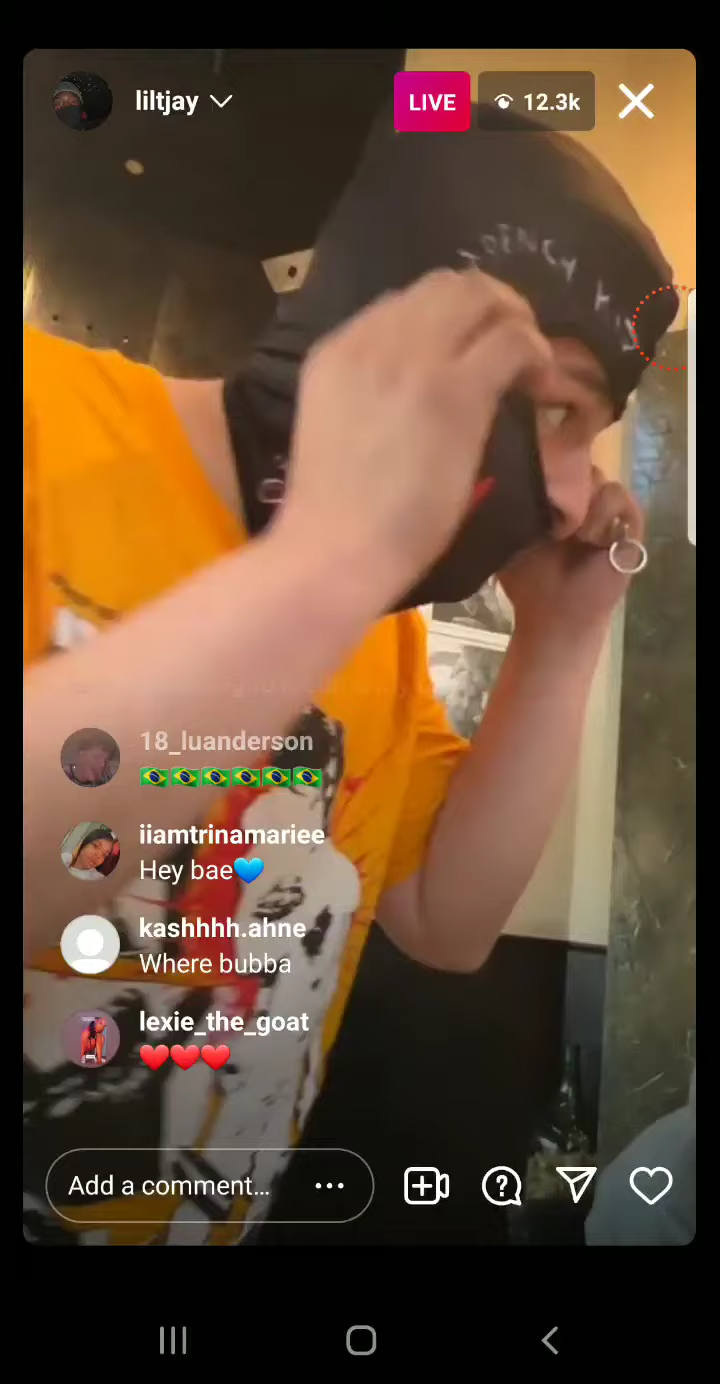 liltjay
LIVE
12.3k
18_luanderson
🇧🇷🇧🇷🇧🇷🇧🇷🇧🇷🇧🇷
iiamtrinamariee
Hey bae💙
kashhhh.ahne
Where bubba
lexie_the_goat
❤️❤️❤️
Add a comment...